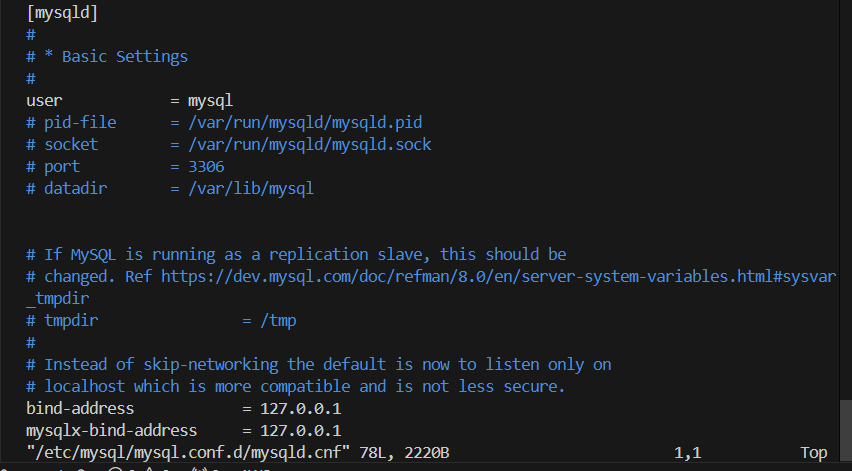 [mysqld]
#
# * Basic Settings
#
user            = mysql
# pid-file      = /var/run/mysqld/mysqld.pid
# socket        = /var/run/mysqld/mysqld.sock
# port          = 3306
# datadir       = /var/lib/mysql
# If MySQL is running as a replication slave, this should be
# changed. Ref https://dev.mysql.com/doc/refman/8.0/en/server-system-variables.html#sysvar
_tmpdir
# tmpdir                = /tmp
#
# Instead of skip-networking the default is now to listen only on
# localhost which is more compatible and is not less secure.
bind-address            = 127.0.0.1
mysqlx-bind-address     = 127.0.0.1
"/etc/mysql/mysql.conf.d/mysqld.cnf" 78L, 2220B                         1,1           Top